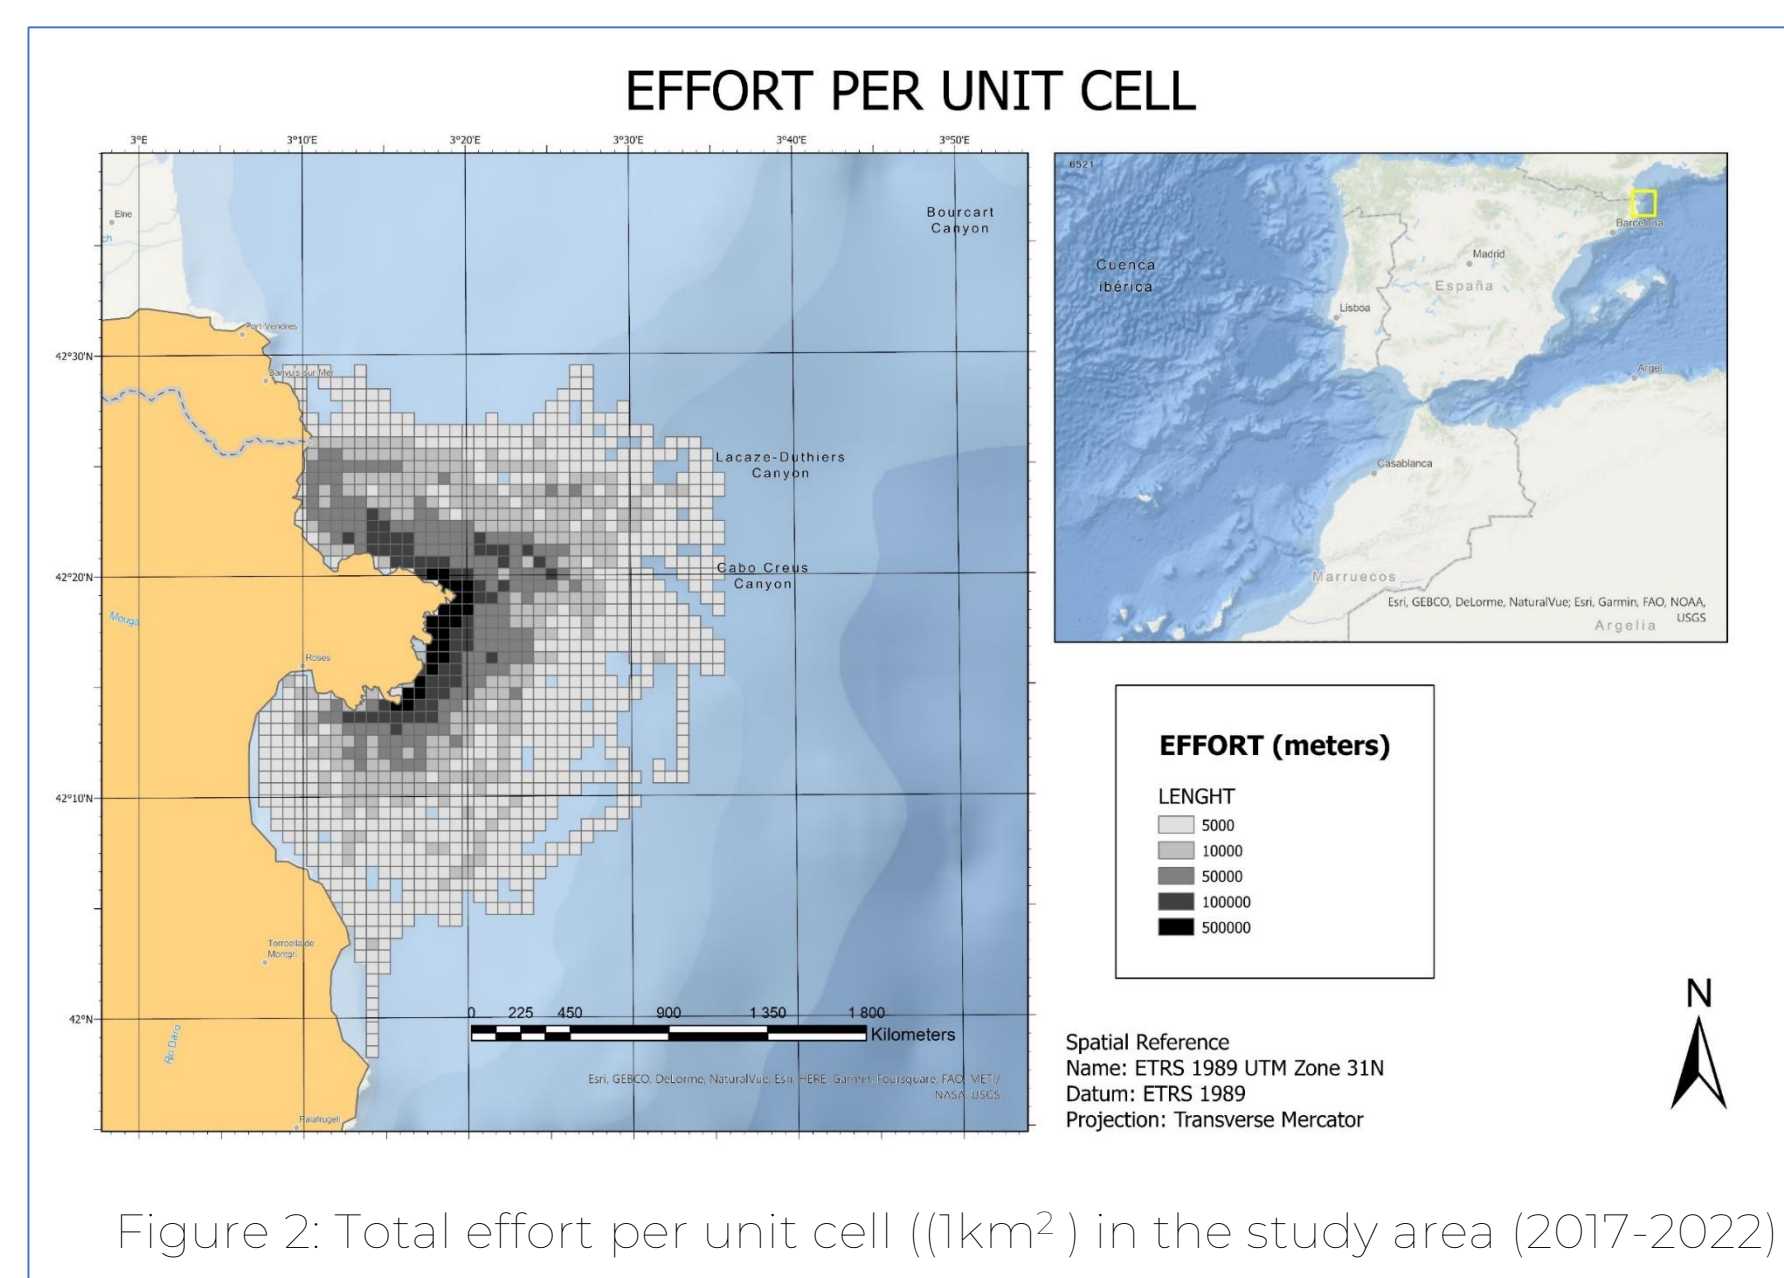 EFFORT PER UNIT CELL
3°E 3°10'E 3°20'E 3°30'E 3°40'E 3°50'E
42°30'N
42°20'N
42°10'N
42°N
Elne
Bourcart
Canyon
Port-Vendres
Banyuls-sur-Mer
Lacaze-Duthiers
Canyon
Cabo Creus
Canyon
Mouga
Roses
Torroella de
Montgrí
Rio Daro
Palafrugell
0 225 450 900 1 350 1 800
Kilometers
Esri, GEBCO, DeLorme, NaturalVue; Esri, HERE, Garmin, Foursquare, FAO, METI/
NASA, USGS
6521
Cuenca
ibérica
Barcelona
Madrid
España
Lisboa
Argel
Casablanca
Marruecos
Esri, GEBCO, DeLorme, NaturalVue; Esri, Garmin, FAO, NOAA,
USGS
Argelia
EFFORT (meters)
LENGHT
5000
10000
50000
100000
500000
N
Spatial Reference
Name: ETRS 1989 UTM Zone 31N
Datum: ETRS 1989
Projection: Transverse Mercator
Figure 2: Total effort per unit cell ((1km² ) in the study area (2017-2022)